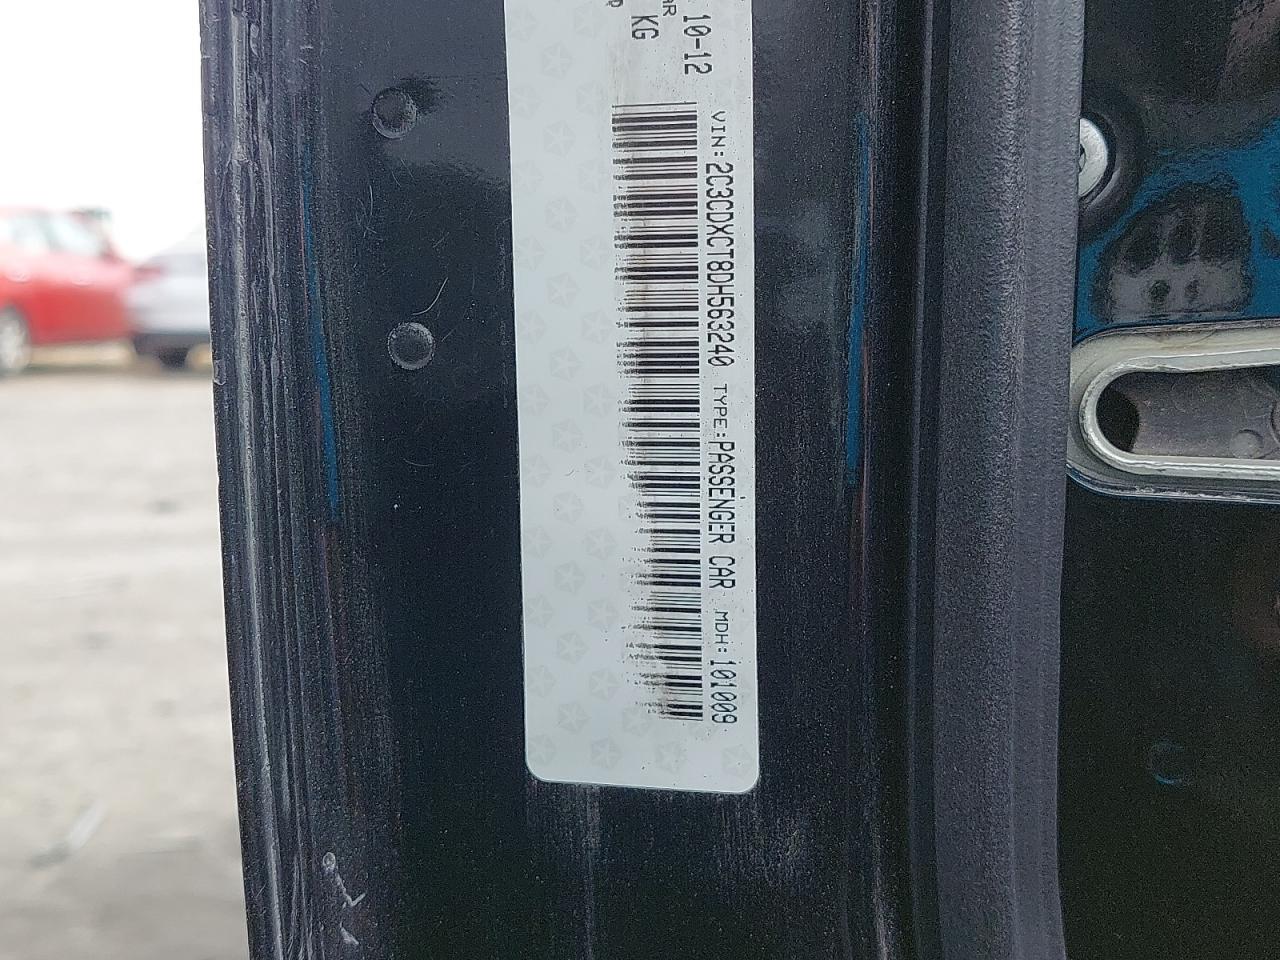 10-12
KG
VIN: 2C3CDXCT8DH563240 TYPE: PASSENGER CAR MDH: 101009